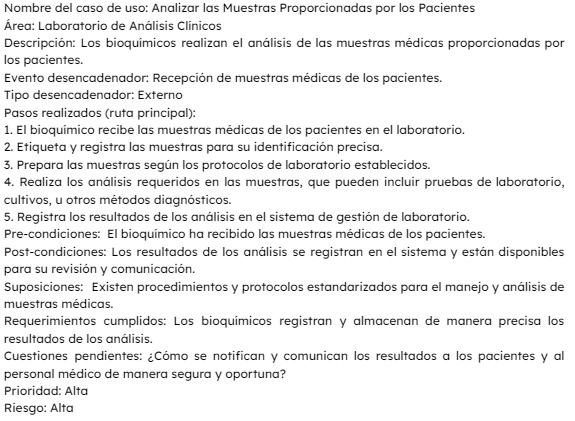 Nombre del caso de uso: Analizar las Muestras Proporcionadas por los Pacientes
Área: Laboratorio de Análisis Clínicos
Descripción: Los bioquímicos realizan el análisis de las muestras médicas proporcionadas por
los pacientes.
Evento desencadenador: Recepción de muestras médicas de los pacientes.
Tipo desencadenador: Externo
Pasos realizados (ruta principal):
1. El bioquímico recibe las muestras médicas de los pacientes en el laboratorio.
2. Etiqueta y registra las muestras para su identificación precisa.
3. Prepara las muestras según los protocolos de laboratorio establecidos.
4. Realiza los análisis requeridos en las muestras, que pueden incluir pruebas de laboratorio,
cultivos, u otros métodos diagnósticos.
5. Registra los resultados de los análisis en el sistema de gestión de laboratorio.
Pre-condiciones: El bioquímico ha recibido las muestras médicas de los pacientes.
Post-condiciones: Los resultados de los análisis se registran en el sistema y están disponibles
para su revisión y comunicación.
Suposiciones: Existen procedimientos y protocolos estandarizados para el manejo y análisis de
muestras médicas.
Requerimientos cumplidos: Los bioquímicos registran y almacenan de manera precisa los
resultados de los análisis.
Cuestiones pendientes: ¿Cómo se notifican y comunican los resultados a los pacientes y al
personal médico de manera segura y oportuna?
Prioridad: Alta
Riesgo: Alta